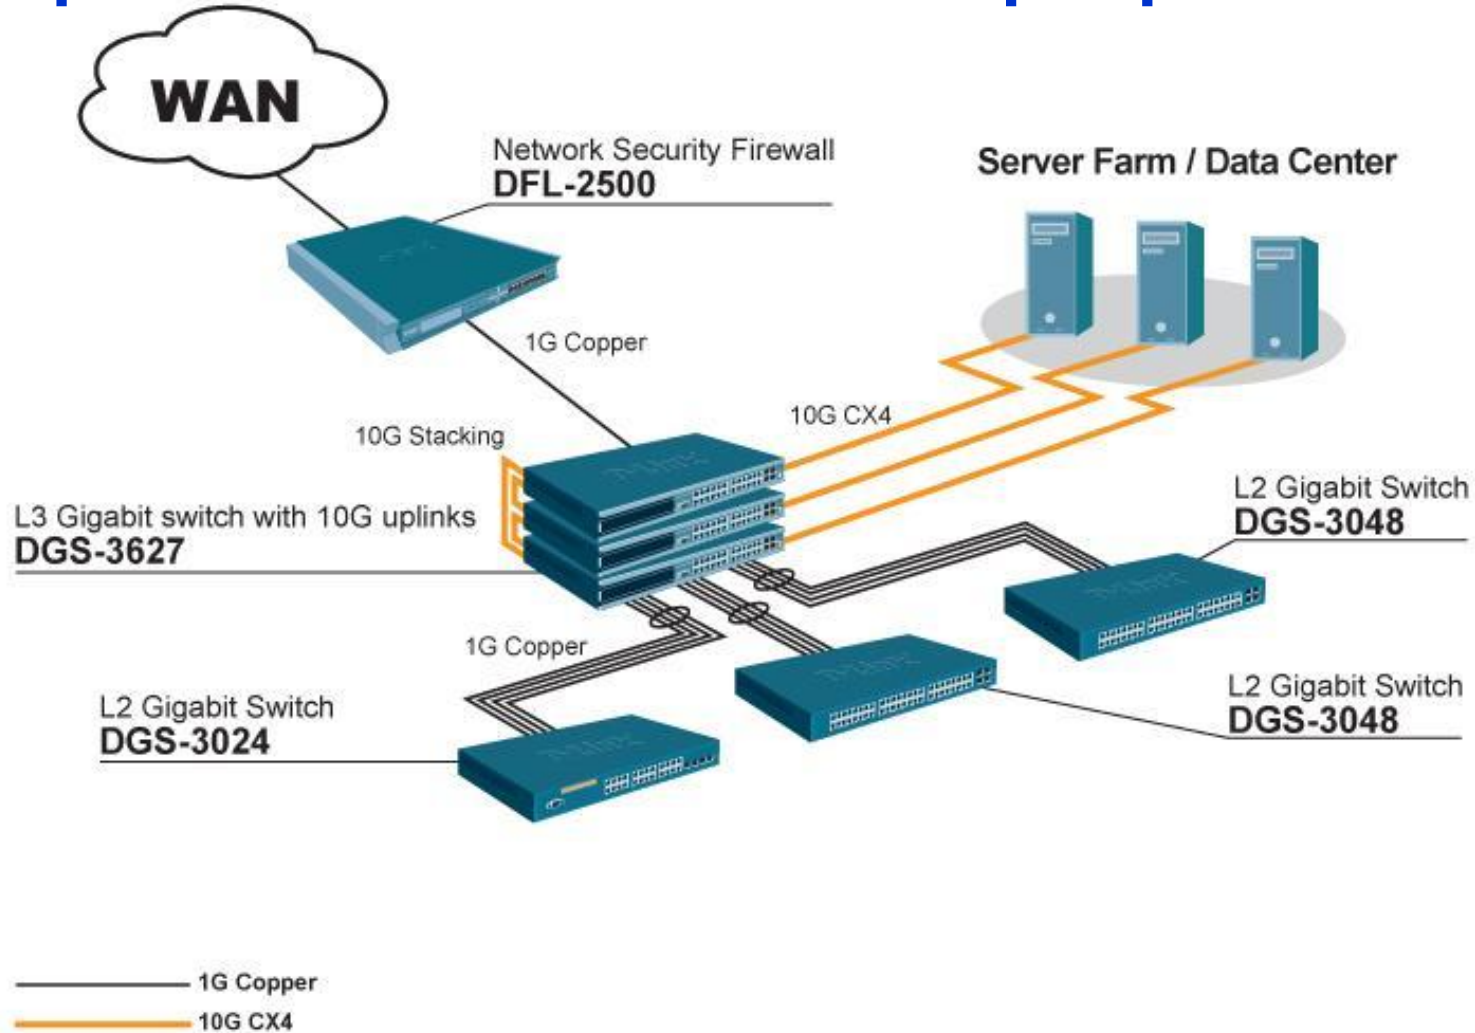 WAN
Network Security Firewall
DFL-2500
Server Farm / Data Center
1G Copper
10G CX4
10G Stacking
L3 Gigabit switch with 10G uplinks
DGS-3627
L2 Gigabit Switch
DGS-3048
1G Copper
L2 Gigabit Switch
DGS-3048
L2 Gigabit Switch
DGS-3024
1G Copper
10G CX4